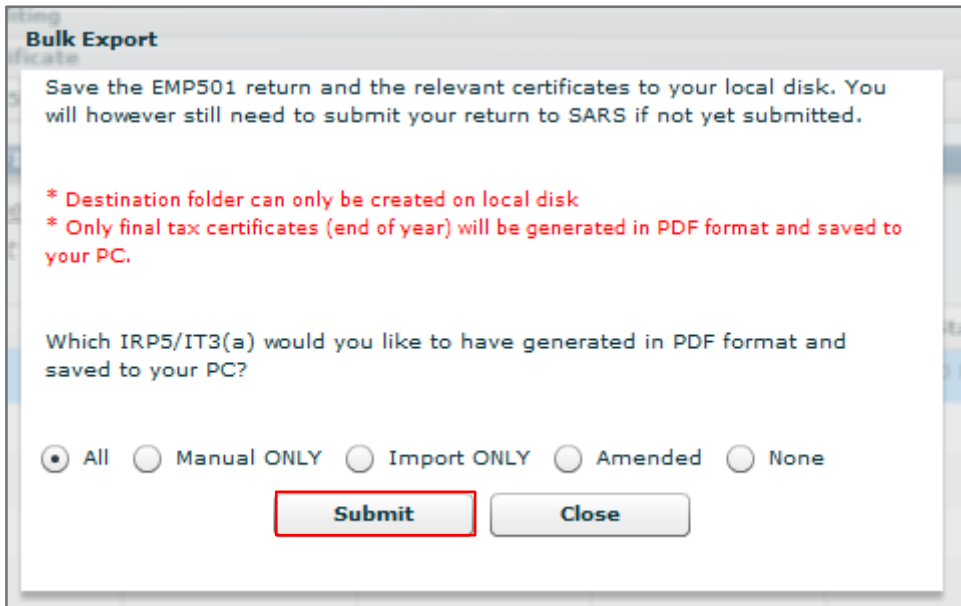 iting
Bulk Export
ificate
Save the EMP501 return and the relevant certificates to your local disk. You
will however still need to submit your return to SARS if not yet submitted.
* Destination folder can only be created on local disk
* Only final tax certificates (end of year) will be generated in PDF format and saved to
your PC.
Which IRP5/IT3(a) would you like to have generated in PDF format and
saved to your PC?
All Manual ONLY Import ONLY Amended None
Submit Close